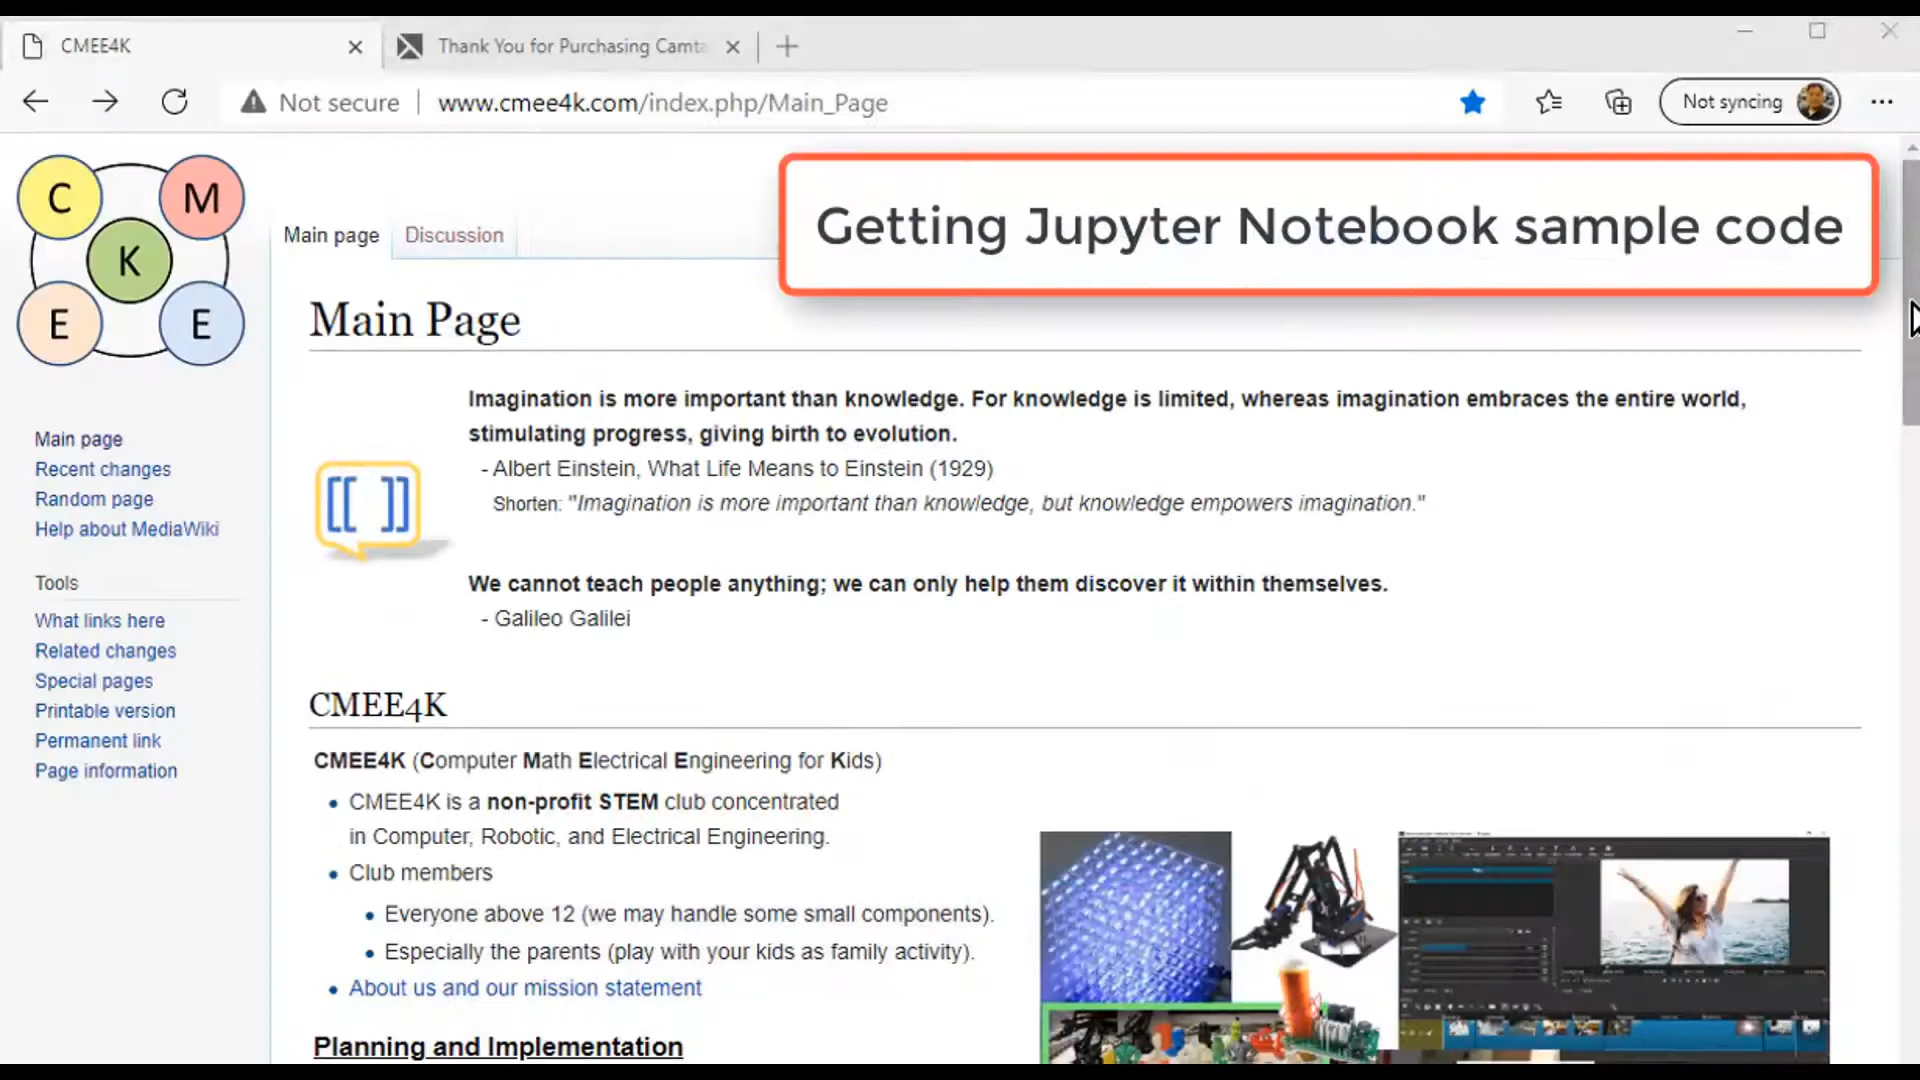 CMEE4K
Thank You for Purchasing Camta
Not secure
www.cmee4k.com/index.php/Main_Page
Not syncing
C
M
K
E
E
Getting Jupyter Notebook sample code
Main page
Discussion
Main Page
Imagination is more important than knowledge. For knowledge is limited, whereas imagination embraces the entire world,
stimulating progress, giving birth to evolution.
- Albert Einstein, What Life Means to Einstein (1929)
Shorten: "Imagination is more important than knowledge, but knowledge empowers imagination."
[[ ]]
We cannot teach people anything; we can only help them discover it within themselves.
- Galileo Galilei
Main page
Recent changes
Random page
Help about MediaWiki
Tools
What links here
Related changes
Special pages
Printable version
Permanent link
Page information
CMEE4K
CMEE4K (Computer Math Electrical Engineering for Kids)
• CMEE4K is a non-profit STEM club concentrated
in Computer, Robotic, and Electrical Engineering.
• Club members
• Everyone above 12 (we may handle some small components).
• Especially the parents (play with your kids as family activity).
• About us and our mission statement
Planning and Implementation